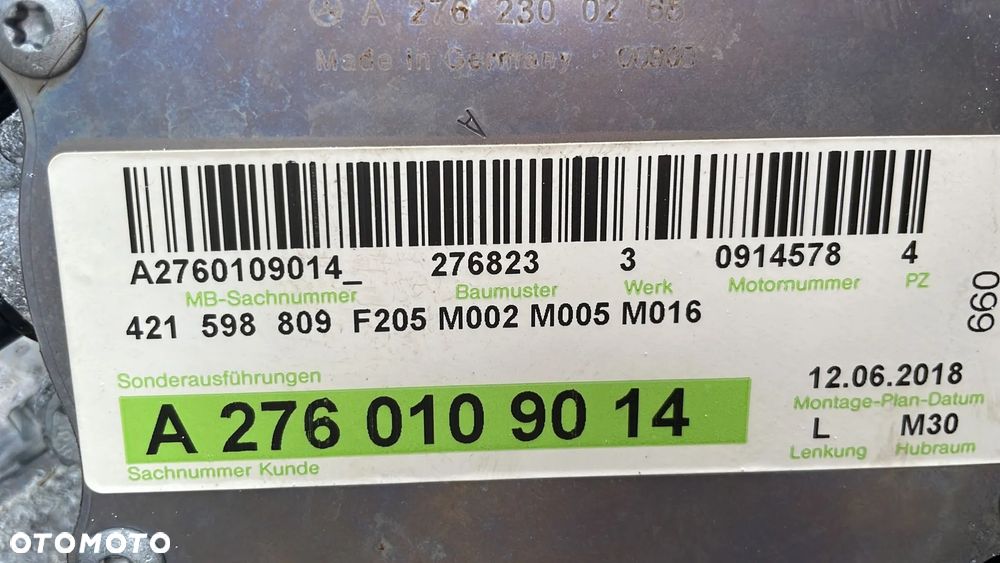 A 276 230 02 65
Made in Germany
A
A2760109014_ 276823 3 0914578 4
MB-Sachnummer Baumuster Werk Motornummer PZ
421 598 809 F205 M002 M005 M016
660
Sonderausführungen
12.06.2018
Montage-Plan-Datum
A 276 010 90 14
L M30
Lenkung Hubraum
Sachnummer Kunde
OTOMOTO